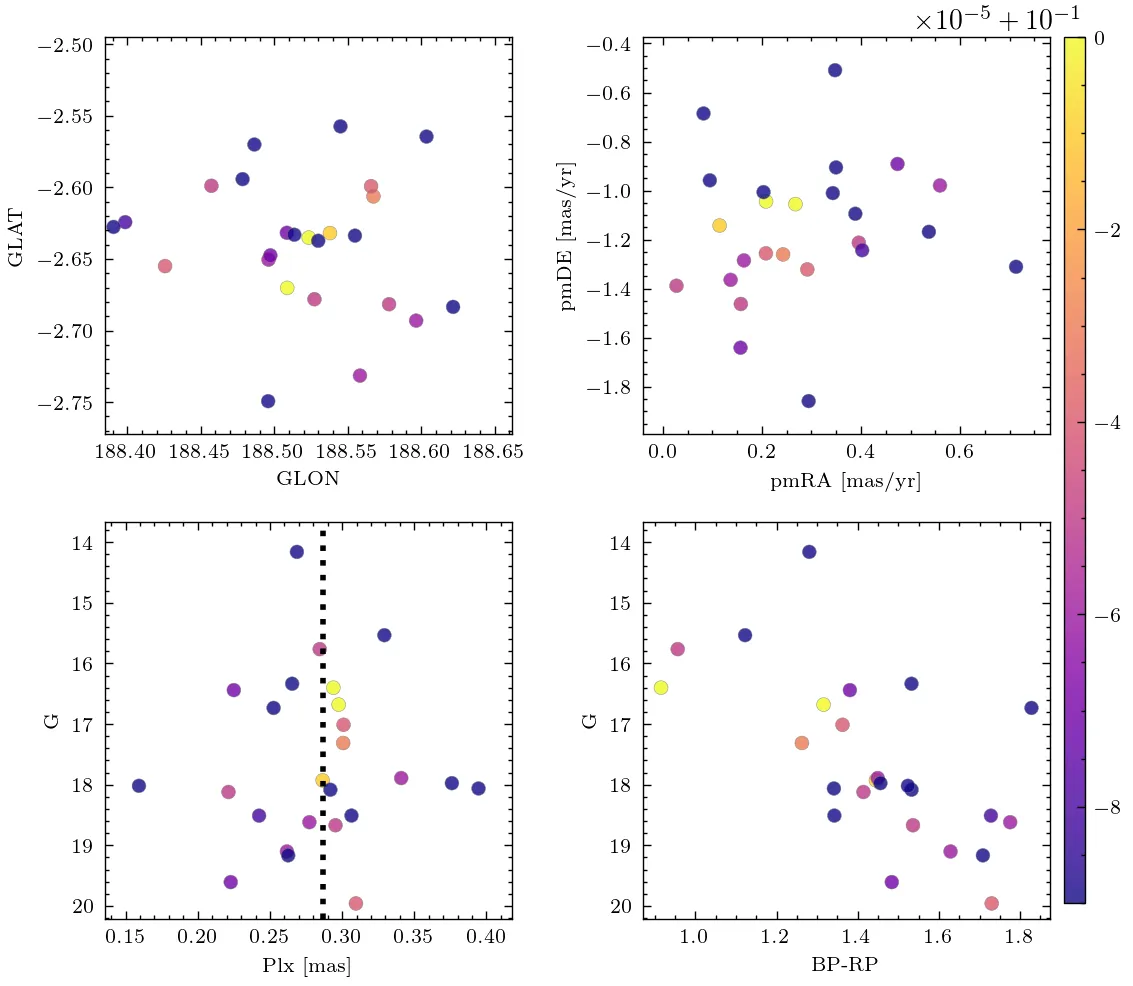 ×10⁻⁵ + 10⁻¹
−2.50
−2.55
−2.60
−2.65
−2.70
−2.75
GLAT
188.40 188.45 188.50 188.55 188.60 188.65
GLON
−0.4
−0.6
−0.8
−1.0
−1.2
−1.4
−1.6
−1.8
pmDE [mas/yr]
0.0 0.2 0.4 0.6
pmRA [mas/yr]
0
−2
−4
−6
−8
14
15
16
17
18
19
20
G
0.15 0.20 0.25 0.30 0.35 0.40
Plx [mas]
14
15
16
17
18
19
20
G
1.0 1.2 1.4 1.6 1.8
BP-RP